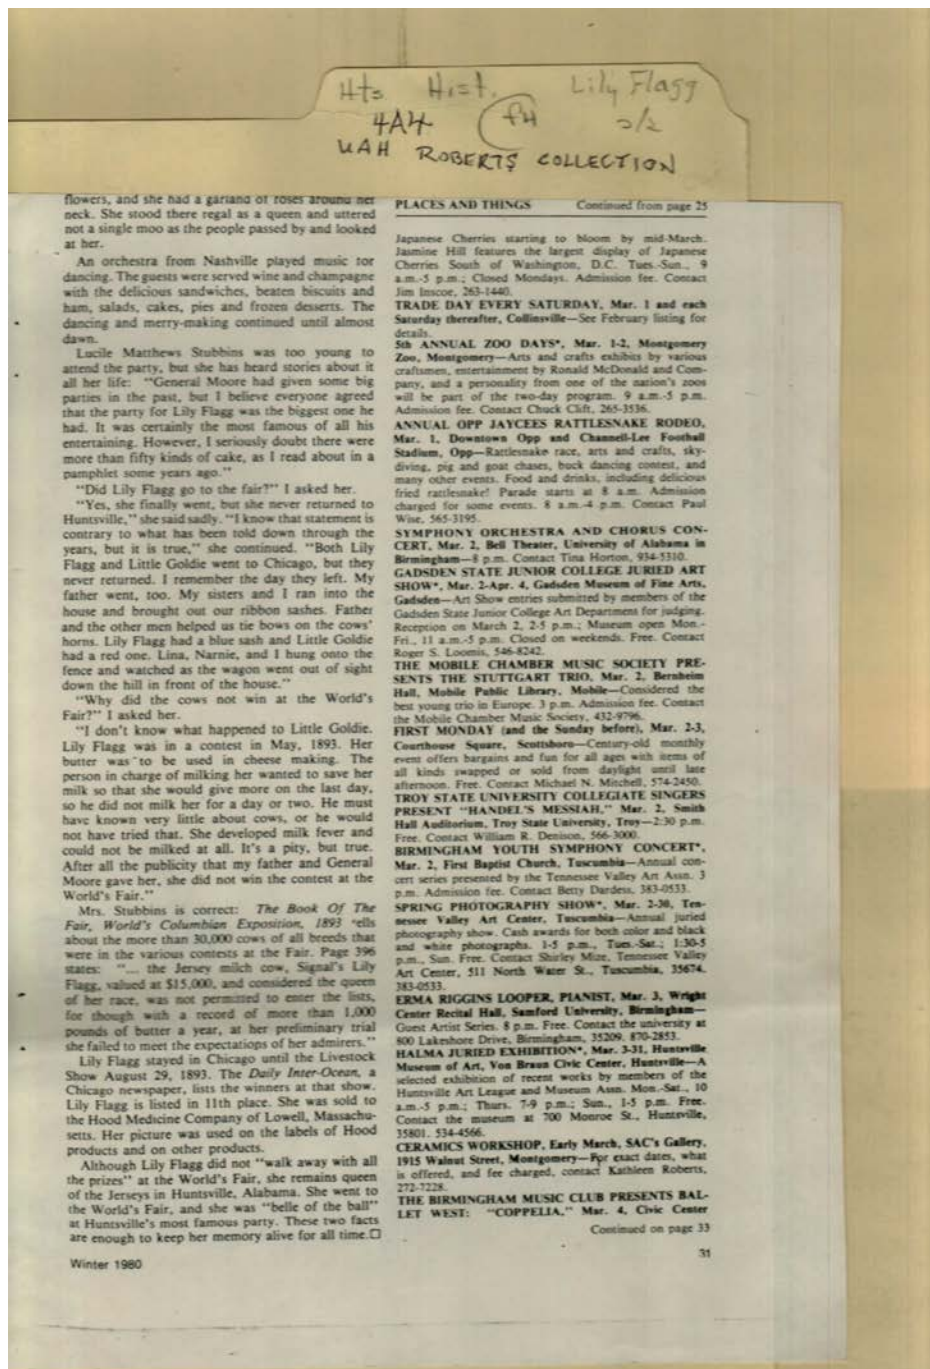 Hts Hist. Lily Flagg
4A4 fH 2/2
UAH ROBERTS COLLECTION
flowers, and she had a garland of roses around her
neck. She stood there regal as a queen and uttered
not a single moo as the people passed by and looked
at her.
An orchestra from Nashville played music for
dancing. The guests were served wine and champagne
with the delicious sandwiches, beaten biscuits and
ham, salads, cakes, pies and frozen desserts. The
dancing and merry-making continued until almost
dawn.
Lucile Matthews Stubbins was too young to
attend the party, but she has heard stories about it
all her life: "General Moore had given some big
parties in the past, but I believe everyone agreed
that the party for Lily Flagg was the biggest one he
had. It was certainly the most famous of all his
entertaining. However, I seriously doubt there were
more than fifty kinds of cake, as I read about in a
pamphlet some years ago."
"Did Lily Flagg go to the fair?" I asked her.
"Yes, she finally went, but she never returned to
Huntsville," she said sadly. "I know that statement is
contrary to what has been told down through the
years, but it is true," she continued. "Both Lily
Flagg and Little Goldie went to Chicago, but they
never returned. I remember the day they left. My
father went, too. My sisters and I ran into the
house and brought out our ribbon sashes. Father
and the other men helped us tie bows on the cows'
horns. Lily Flagg had a blue sash and Little Goldie
had a red one. Lina, Narnie, and I hung onto the
fence and watched as the wagon went out of sight
down the hill in front of the house."
"Why did the cows not win at the World's
Fair?" I asked her.
"I don't know what happened to Little Goldie.
Lily Flagg was in a contest in May, 1893. Her
butter was to be used in cheese making. The
person in charge of milking her wanted to save her
milk so that she would give more on the last day,
so he did not milk her for a day or two. He must
have known very little about cows, or he would
not have tried that. She developed milk fever and
could not be milked at all. It's a pity, but true.
After all the publicity that my father and General
Moore gave her, she did not win the contest at the
World's Fair."
Mrs. Stubbins is correct: The Book Of The
Fair, World's Columbian Exposition, 1893 tells
about the more than 30,000 cows of all breeds that
were in the various contests at the Fair. Page 396
states: ".... the Jersey milch cow, Signal's Lily
Flagg, valued at $15,000, and considered the queen
of her race, was not permitted to enter the lists,
for though with a record of more than 1,000
pounds of butter a year, at her preliminary trial
she failed to meet the expectations of her admirers."
Lily Flagg stayed in Chicago until the Livestock
Show August 29, 1893. The Daily Inter-Ocean, a
Chicago newspaper, lists the winners at that show.
Lily Flagg is listed in 11th place. She was sold to
the Hood Medicine Company of Lowell, Massachu-
setts. Her picture was used on the labels of Hood
products and on other products.
Although Lily Flagg did not "walk away with all
the prizes" at the World's Fair, she remains queen
of the Jerseys in Huntsville, Alabama. She went to
the World's Fair, and she was "belle of the ball"
at Huntsville's most famous party. These two facts
are enough to keep her memory alive for all time.□
Winter 1980
PLACES AND THINGS Continued from page 25
Japanese Cherries starting to bloom by mid-March.
Jasmine Hill features the largest display of Japanese
Cherries South of Washington, D.C. Tues.-Sun., 9
a.m.-5 p.m.; Closed Mondays. Admission fee. Contact
Jim Inscoe, 263-1440.
TRADE DAY EVERY SATURDAY, Mar. 1 and each
Saturday thereafter, Collinsville—See February listing for
details.
5th ANNUAL ZOO DAYS*, Mar. 1-2, Montgomery
Zoo, Montgomery—Arts and crafts exhibits by various
craftsmen, entertainment by Ronald McDonald and Com-
pany, and a personality from one of the nation's zoos
will be part of the two-day program. 9 a.m.-5 p.m.
Admission fee. Contact Chuck Clift, 265-3536.
ANNUAL OPP JAYCEES RATTLESNAKE RODEO,
Mar. 1, Downtown Opp and Channell-Lee Football
Stadium, Opp—Rattlesnake race, arts and crafts, sky-
diving, pig and goat chases, buck dancing contest, and
many other events. Food and drinks, including delicious
fried rattlesnake! Parade starts at 8 a.m. Admission
charged for some events. 8 a.m.-4 p.m. Contact Paul
Wise, 565-3195.
SYMPHONY ORCHESTRA AND CHORUS CON-
CERT, Mar. 2, Bell Theater, University of Alabama in
Birmingham—8 p.m. Contact Tina Horton, 934-5310.
GADSDEN STATE JUNIOR COLLEGE JURIED ART
SHOW*, Mar. 2-Apr. 4, Gadsden Museum of Fine Arts,
Gadsden—Art Show entries submitted by members of the
Gadsden State Junior College Art Department for judging.
Reception on March 2, 2-5 p.m.; Museum open Mon.-
Fri., 11 a.m.-5 p.m. Closed on weekends. Free. Contact
Roger S. Loomis, 546-8242.
THE MOBILE CHAMBER MUSIC SOCIETY PRE-
SENTS THE STUTTGART TRIO, Mar. 2, Bernheim
Hall, Mobile Public Library, Mobile—Considered the
best young trio in Europe. 3 p.m. Admission fee. Contact
the Mobile Chamber Music Society, 432-9796.
FIRST MONDAY (and the Sunday before), Mar. 2-3,
Courthouse Square, Scottsboro—Century-old monthly
event offers bargains and fun for all ages with items of
all kinds swapped or sold from daylight until late
afternoon. Free. Contact Michael N. Mitchell, 574-2450.
TROY STATE UNIVERSITY COLLEGIATE SINGERS
PRESENT "HANDEL'S MESSIAH," Mar. 2, Smith
Hall Auditorium, Troy State University, Troy—2:30 p.m.
Free. Contact William R. Denison, 566-3000.
BIRMINGHAM YOUTH SYMPHONY CONCERT*,
Mar. 2, First Baptist Church, Tuscumbia—Annual con-
cert series presented by the Tennessee Valley Art Assn. 3
p.m. Admission fee. Contact Betty Dardess, 383-0533.
SPRING PHOTOGRAPHY SHOW*, Mar. 2-30, Ten-
nessee Valley Art Center, Tuscumbia—Annual juried
photography show. Cash awards for both color and black
and white photographs. 1-5 p.m., Tues.-Sat.; 1:30-5
p.m., Sun. Free. Contact Shirley Mize, Tennessee Valley
Art Center, 511 North Water St., Tuscumbia, 35674.
383-0533.
ERMA RIGGINS LOOPER, PIANIST, Mar. 3, Wright
Center Recital Hall, Samford University, Birmingham—
Guest Artist Series. 8 p.m. Free. Contact the university at
800 Lakeshore Drive, Birmingham, 35209. 870-2853.
HALMA JURIED EXHIBITION*, Mar. 3-31, Huntsville
Museum of Art, Von Braun Civic Center, Huntsville—A
selected exhibition of recent works by members of the
Huntsville Art League and Museum Assn. Mon.-Sat., 10
a.m.-5 p.m.; Thurs. 7-9 p.m.; Sun., 1-5 p.m. Free.
Contact the museum at 700 Monroe St., Huntsville,
35801. 534-4566.
CERAMICS WORKSHOP, Early March, SAC's Gallery,
1915 Walnut Street, Montgomery—For exact dates, what
is offered, and fee charged, contact Kathleen Roberts,
272-7228.
THE BIRMINGHAM MUSIC CLUB PRESENTS BAL-
LET WEST: "COPPELIA," Mar. 4, Civic Center
Continued on page 33
31